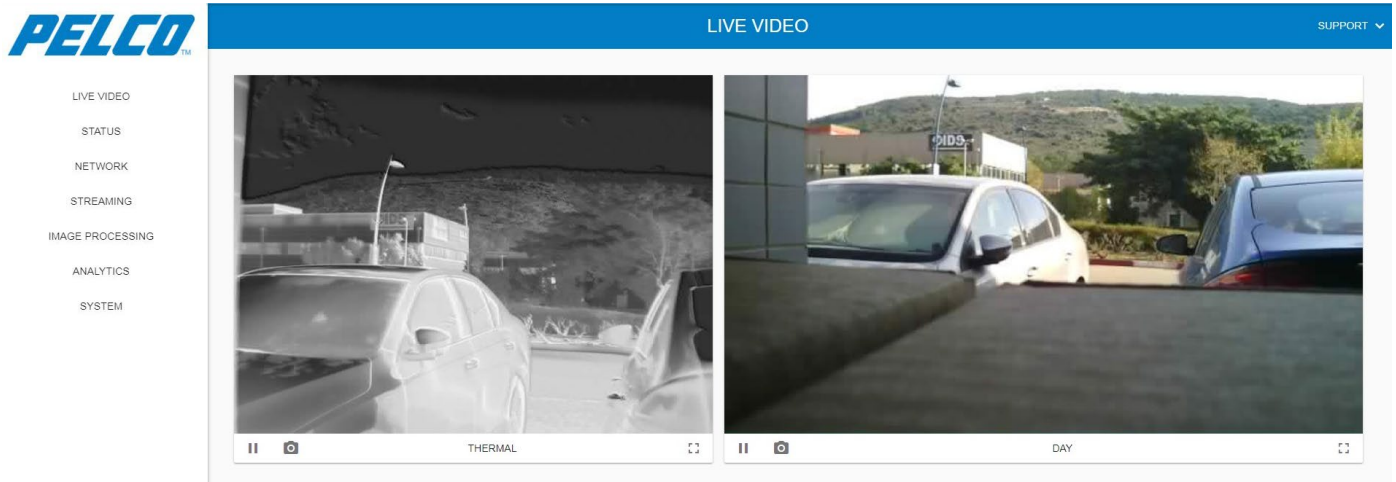 PELCO
TM
LIVE VIDEO
SUPPORT
LIVE VIDEO
STATUS
NETWORK
STREAMING
IMAGE PROCESSING
ANALYTICS
SYSTEM
THERMAL
DAY